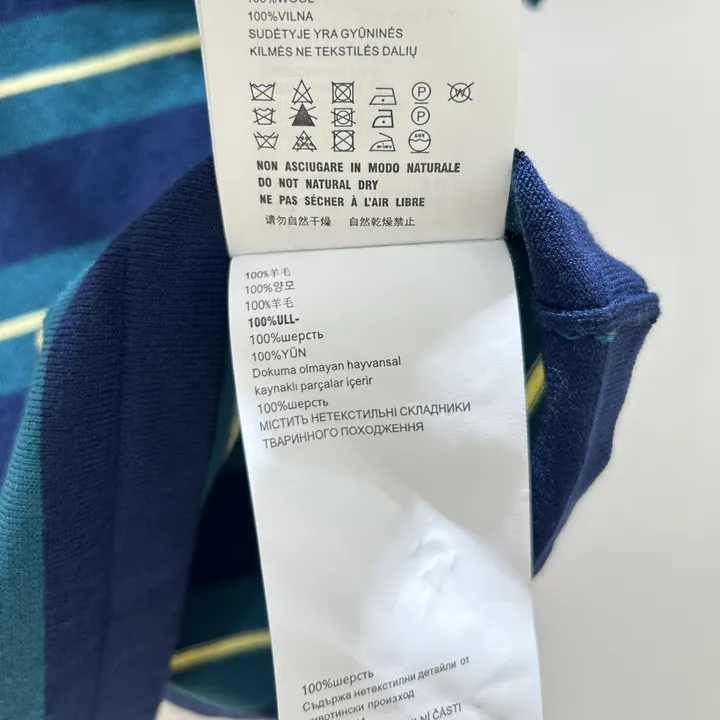 100%WOOL
100%VILNA
SUDĖTYJE YRA GYŪNINĖS
KILMĖS NE TEKSTILĖS DALIŲ
P
W
P
NON ASCIUGARE IN MODO NATURALE
DO NOT NATURAL DRY
NE PAS SÉCHER À L'AIR LIBRE
请勿自然干燥 自然乾燥禁止
100%羊毛
100%양모
100%羊毛
100%ULL-
100%шерсть
100%YÜN
Dokuma olmayan hayvansal
kaynaklı parçalar içerir
100%шерсть
МІСТИТЬ НЕТЕКСТИЛЬНІ СКЛАДНИКИ
ТВАРИННОГО ПОХОДЖЕННЯ
100%шерсть
Съдържа нетекстилни детайли от
животински произход
ČÁSTI